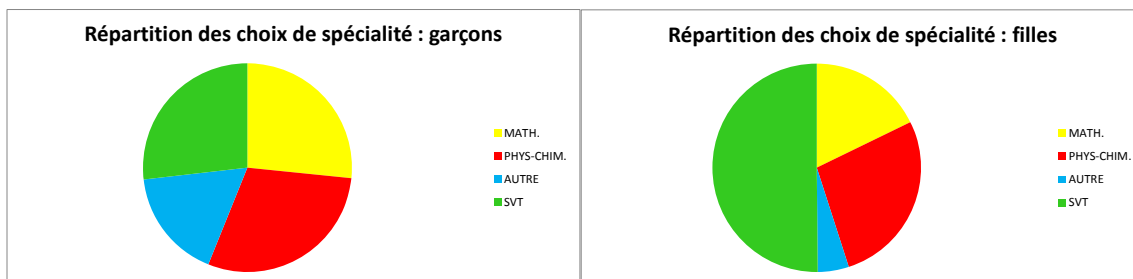 Répartition des choix de spécialité : garçons
MATH.
PHYS-CHIM.
AUTRE
SVT
Répartition des choix de spécialité : filles
MATH.
PHYS-CHIM.
AUTRE
SVT